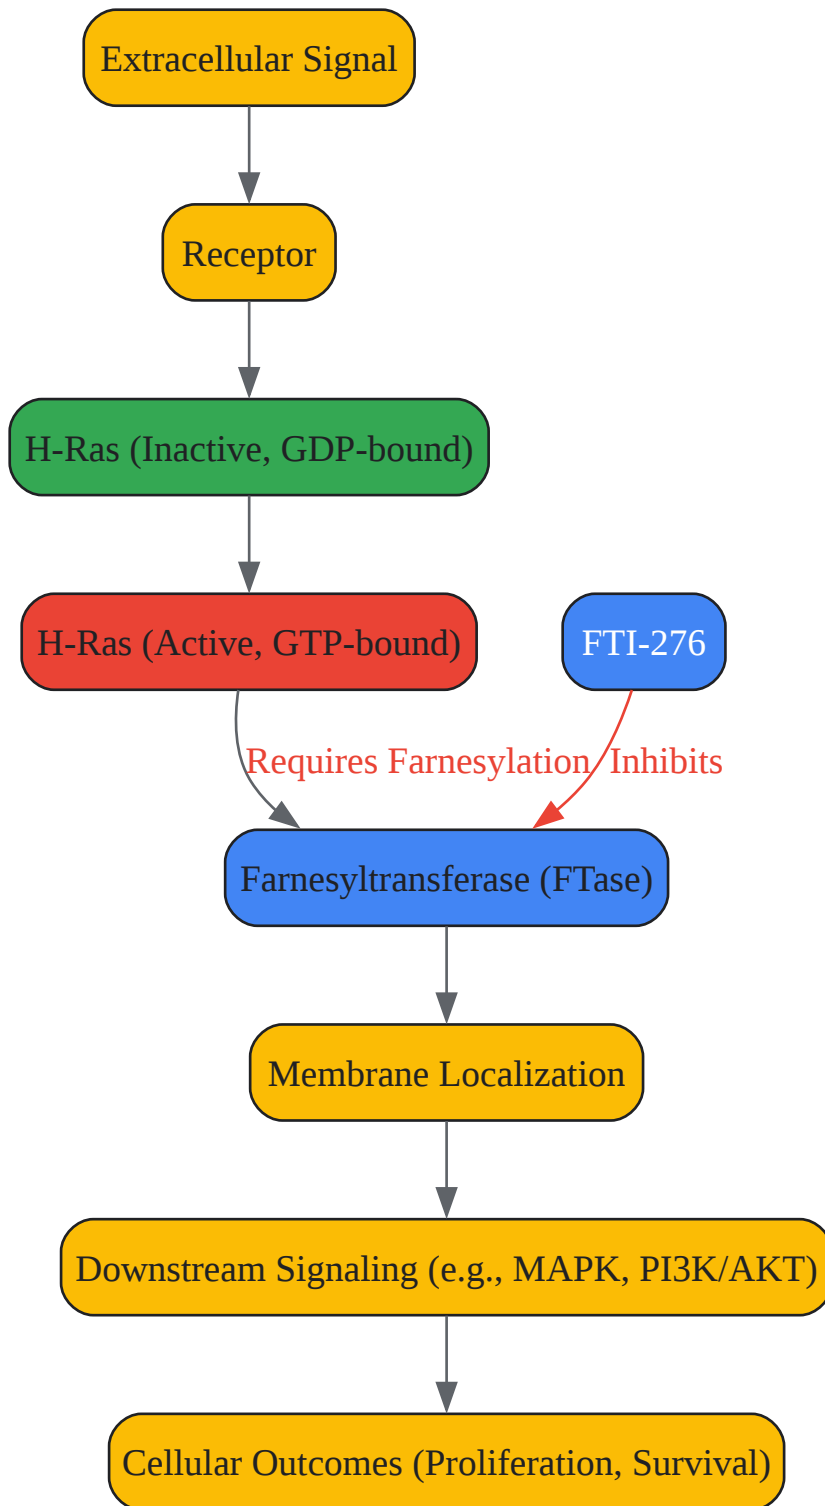 Extracellular Signal
Receptor
H-Ras (Inactive, GDP-bound)
H-Ras (Active, GTP-bound)
FTI-276
Requires Farnesylation
Inhibits
Farnesyltransferase (FTase)
Membrane Localization
Downstream Signaling (e.g., MAPK, PI3K/AKT)
Cellular Outcomes (Proliferation, Survival)